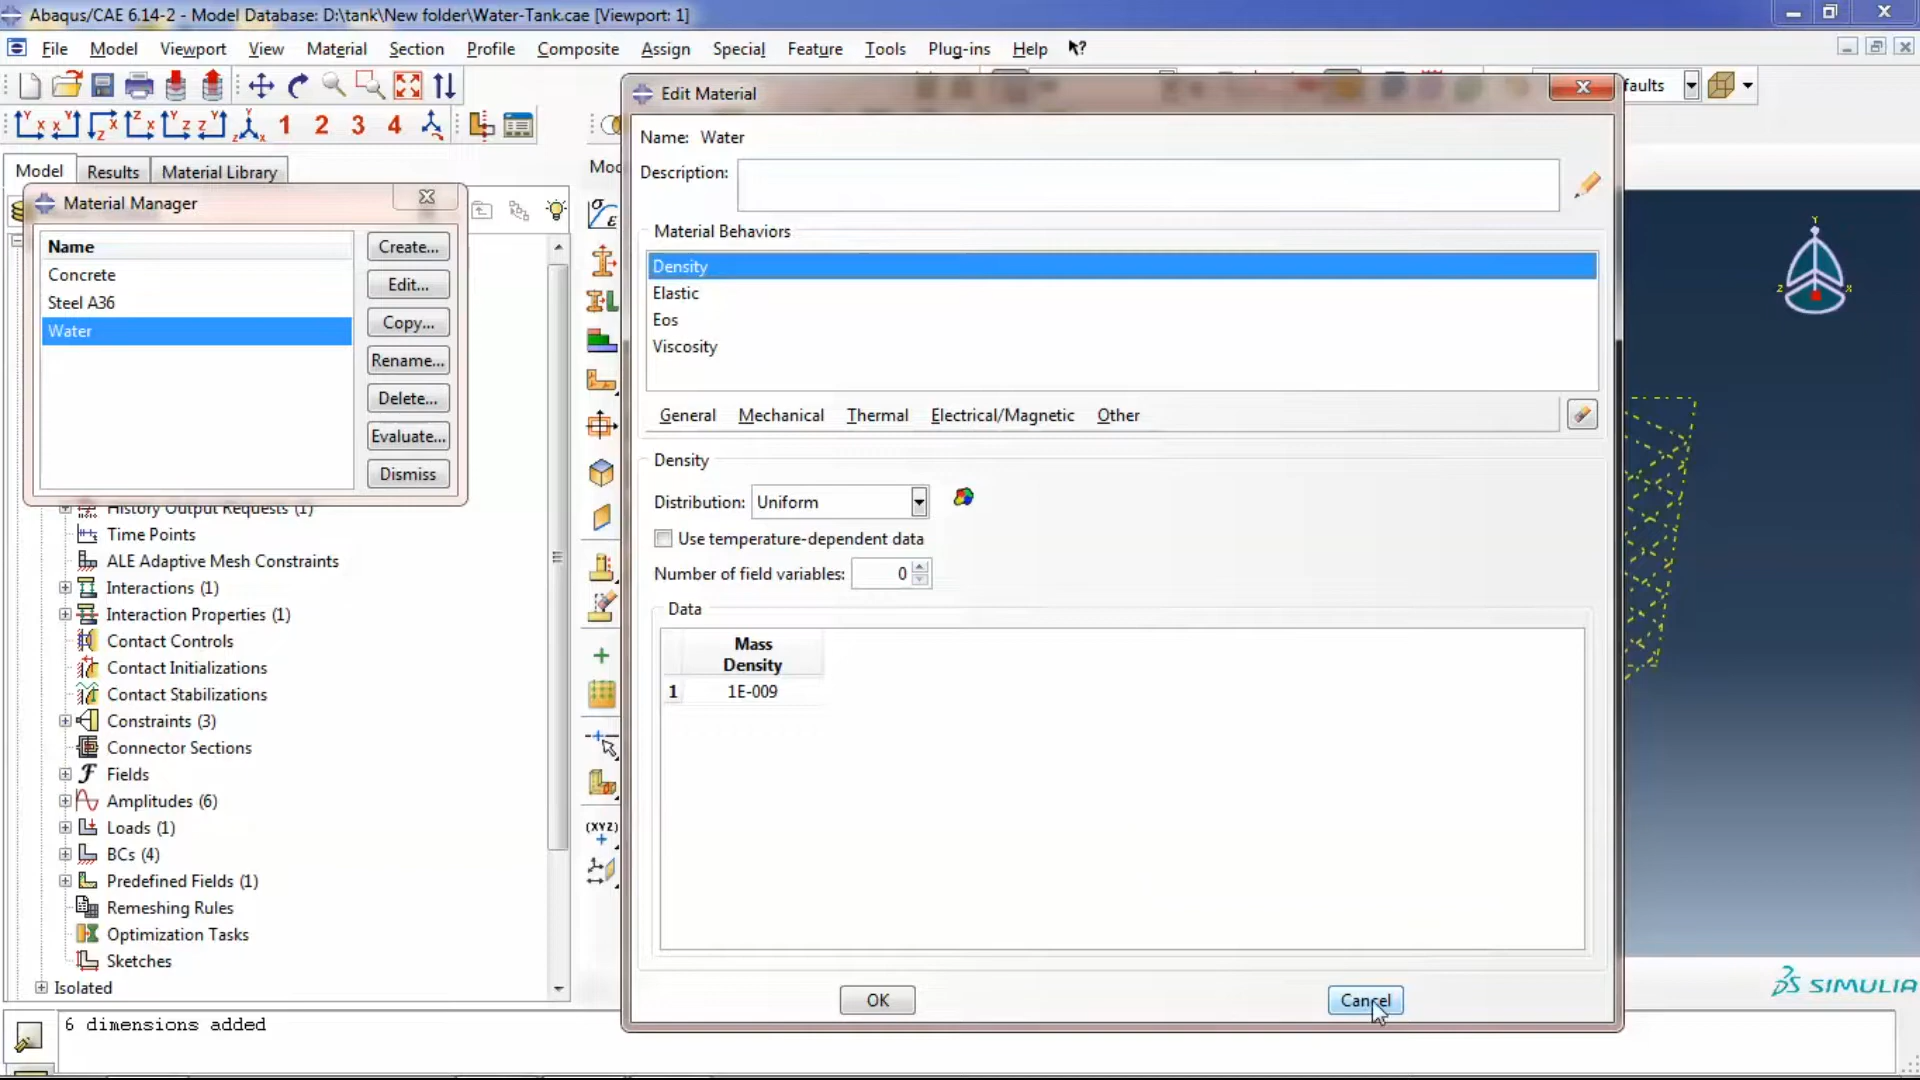 Abaqus/CAE 6.14-2 - Model Database: D:\tank\New folder\Water-Tank.cae [Viewport: 1]
File Model Viewport View Material Section Profile Composite Assign Special Feature Tools Plug-ins Help
1 2 3 4
faults
Model Results Material Library
Material Manager
Name
Concrete
Steel A36
Water
Create...
Edit...
Copy...
Rename...
Delete...
Evaluate...
Dismiss
History Output Requests (1)
Time Points
ALE Adaptive Mesh Constraints
Interactions (1)
Interaction Properties (1)
Contact Controls
Contact Initializations
Contact Stabilizations
Constraints (3)
Connector Sections
Fields
Amplitudes (6)
Loads (1)
BCs (4)
Predefined Fields (1)
Remeshing Rules
Optimization Tasks
Sketches
Isolated
(XYZ)
Edit Material
Name: Water
Description:
Material Behaviors
Density
Elastic
Eos
Viscosity
General Mechanical Thermal Electrical/Magnetic Other
Density
Distribution: Uniform
Use temperature-dependent data
Number of field variables: 0
Data
Mass
Density
1 1E-009
OK Cancel
Y
Z X
SIMULIA
6 dimensions added